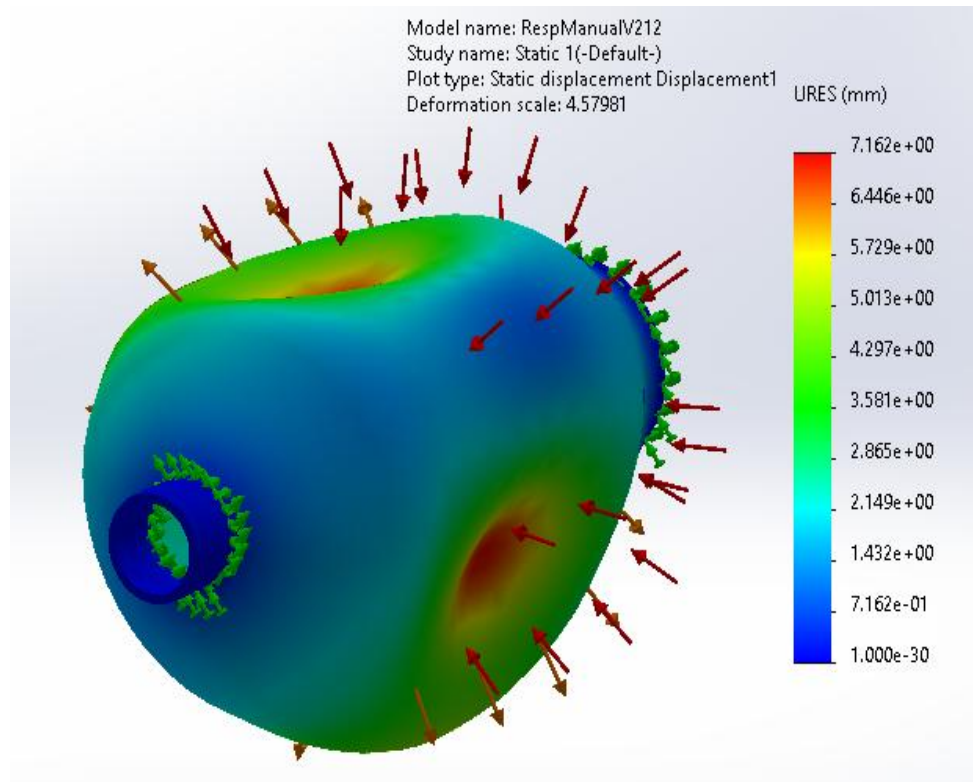 Model name: RespManualV212
Study name: Static 1(-Default-)
Plot type: Static displacement Displacement1
Deformation scale: 4.57981
URES (mm)
7.162e+00
6.446e+00
5.729e+00
5.013e+00
4.297e+00
3.581e+00
2.865e+00
2.149e+00
1.432e+00
7.162e-01
1.000e-30